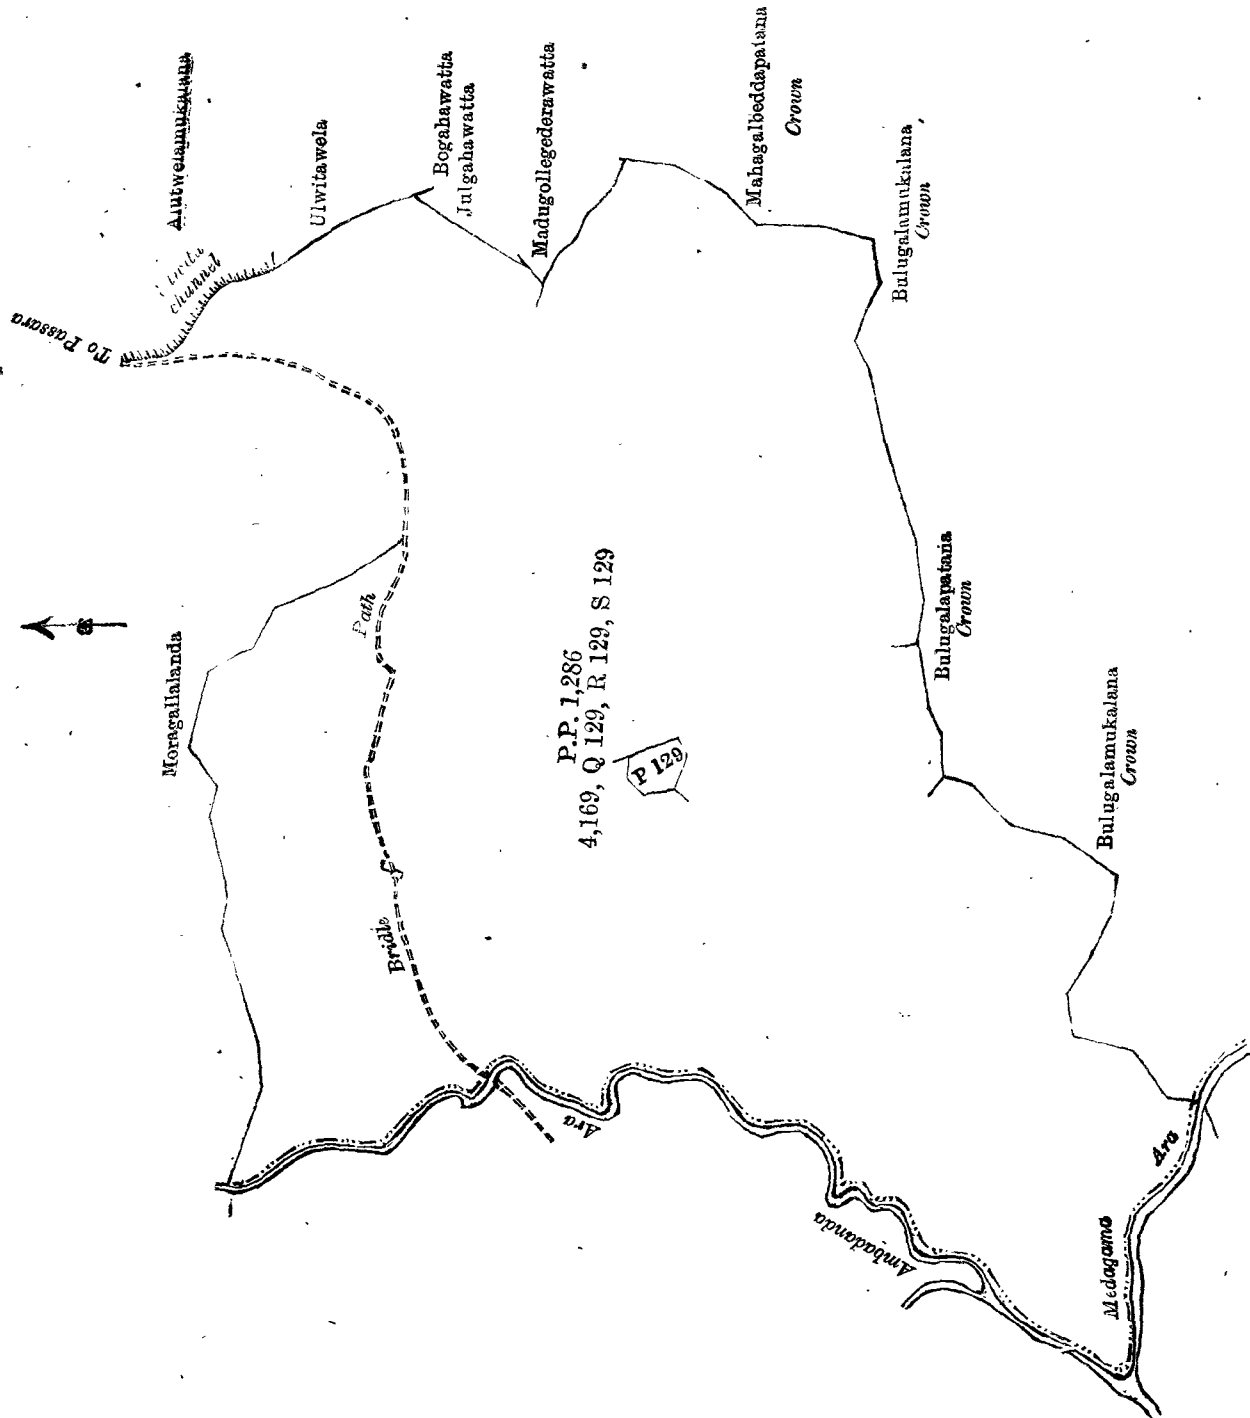 To Passara
channel
Alutwelamukalana
Ulwitawela
Bogahawatta
Julgahawatta
Madugollegederawatta
Mahagalbeddapatana
Crown
Bulugalamukalana
Crown
Moragallalanda
Path
Bridle
P.P. 1,286
4,169, Q 129, R 129, S 129
P 129
Bulugalapatana
Crown
Bulugalamukalana
Crown
Ara
Ambadanda
Medagama
Ara